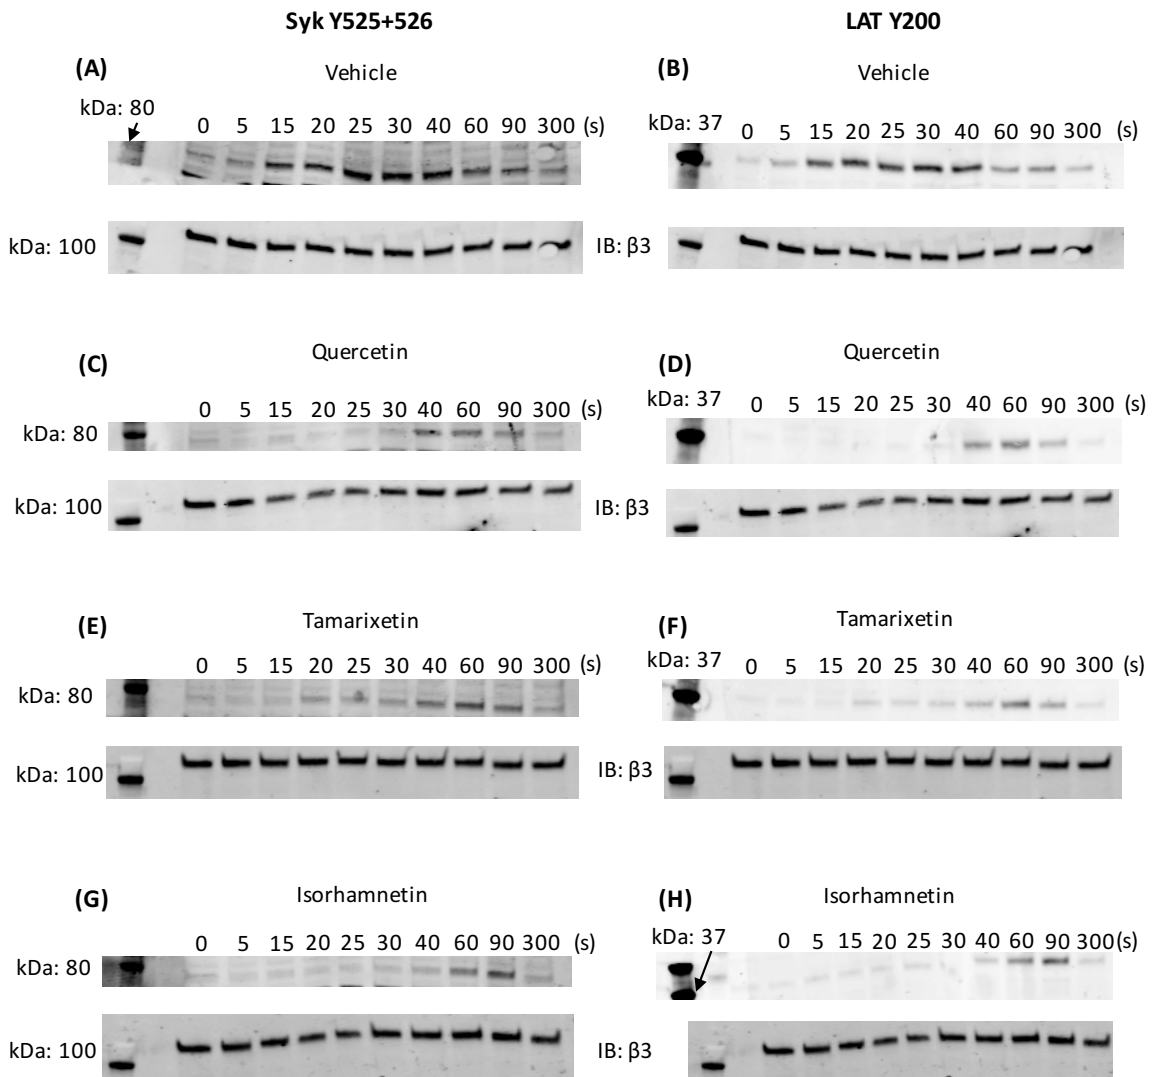 Syk Y525+526 LAT Y200
(A) Vehicle (B) Vehicle
kDa: 80 0 5 15 20 25 30 40 60 90 300 (s) kDa: 37 0 5 15 20 25 30 40 60 90 300 (s)
kDa: 100 IB: β3
(C) Quercetin (D) Quercetin
0 5 15 20 25 30 40 60 90 300 (s) kDa: 37 0 5 15 20 25 30 40 60 90 300 (s)
kDa: 80
kDa: 100 IB: β3
(E) Tamarixetin (F) Tamarixetin
0 5 15 20 25 30 40 60 90 300 (s) kDa: 37 0 5 15 20 25 30 40 60 90 300 (s)
kDa: 80
kDa: 100 IB: β3
(G) Isorhamnetin (H) Isorhamnetin
0 5 15 20 25 30 40 60 90 300 (s) kDa: 37 0 5 15 20 25 30 40 60 90 300 (s)
kDa: 80
kDa: 100 IB: β3